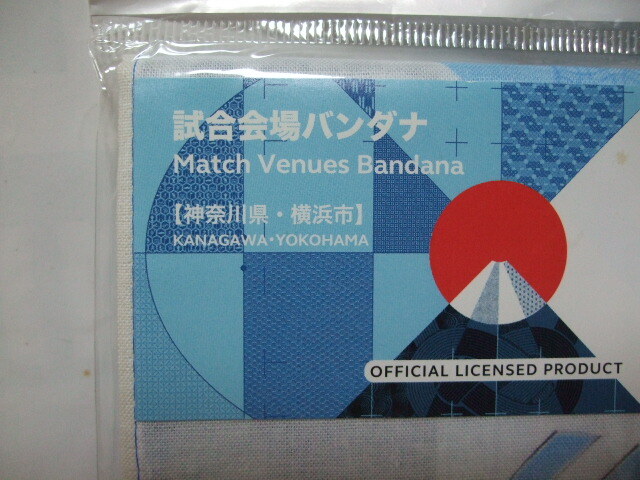 試合会場バンダナ
Match Venues Bandana
【神奈川県・横浜市】
KANAGAWA・YOKOHAMA
OFFICIAL LICENSED PRODUCT